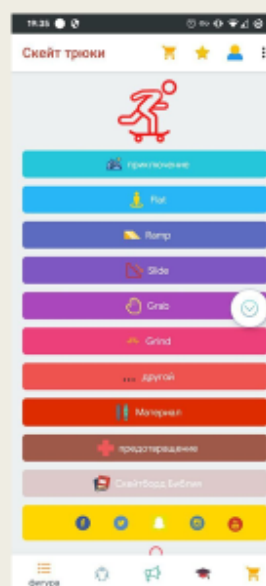 19.35
Скейт трюки
приключение
Flat
Ramp
Slide
Grab
Grind
другой
Материал
предотвращение
Скейтборд Библия
фигура